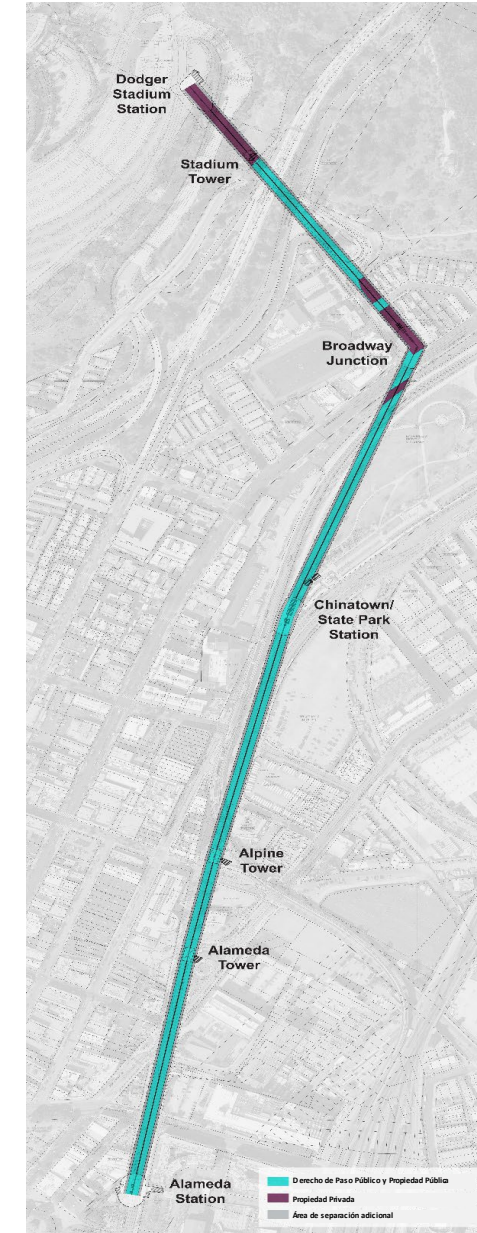 Dodger
Stadium
Station
Stadium
Tower
Broadway
Junction
Chinatown/
State Park
Station
Alpine
Tower
Alameda
Tower
Alameda
Station
Derecho de Paso Público y Propiedad Pública
Propiedad Privada
Área de separación adicional